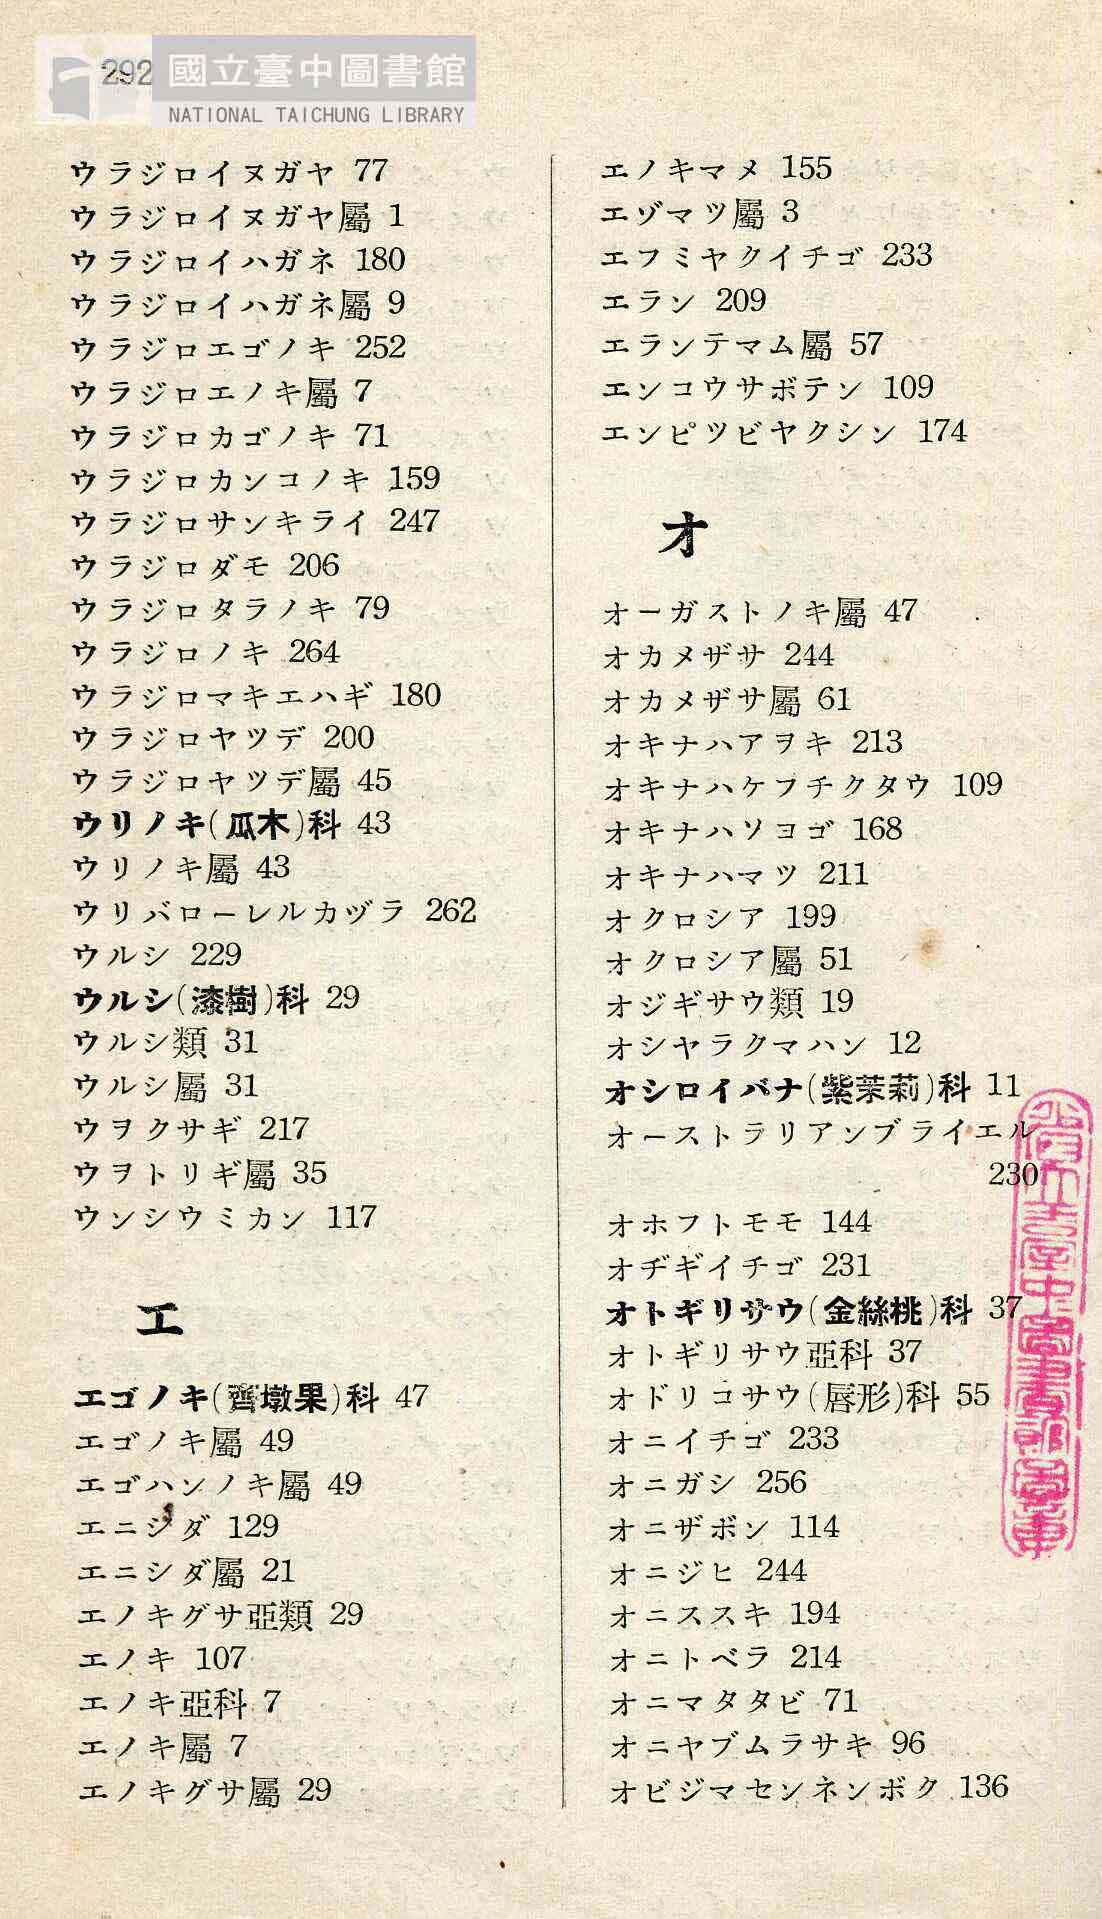 292
國立臺中圖書館
NATIONAL TAICHUNG LIBRARY
ウラジロイヌガヤ 77
ウラジロイヌガヤ屬 1
ウラジロイハガネ 180
ウラジロイハガネ屬 9
ウラジロエゴノキ 252
ウラジロエノキ屬 7
ウラジロカゴノキ 71
ウラジロカンコノキ 159
ウラジロサンキライ 247
ウラジロダモ 206
ウラジロタラノキ 79
ウラジロノキ 264
ウラジロマキエハギ 180
ウラジロヤツデ 200
ウラジロヤツデ屬 45
ウリノキ(瓜木)科 43
ウリノキ屬 43
ウリバローレルカヅラ 262
ウルシ 229
ウルシ(漆樹)科 29
ウルシ類 31
ウルシ屬 31
ウヲクサギ 217
ウヲトリギ屬 35
ウンシウミカン 117
エ
エゴノキ(齊墩果)科 47
エゴノキ屬 49
エゴハンノキ屬 49
エニシダ 129
エニシダ屬 21
エノキグサ亞類 29
エノキ 107
エノキ亞科 7
エノキ屬 7
エノキグサ屬 29
エノキマメ 155
エゾマツ屬 3
エフミヤクイチゴ 233
エラン 209
エランテマム屬 57
エンコウサボテン 109
エンピツビヤクシン 174
オ
オーガストノキ屬 47
オカメザサ 244
オカメザサ屬 61
オキナハアヲキ 213
オキナハケフチクタウ 109
オキナハソヨゴ 168
オキナハマツ 211
オクロシア 199
オクロシア屬 51
オジギサウ類 19
オシヤラクマハン 12
オシロイバナ(紫茉莉)科 11
オーストラリアンブライエル
230
オホフトモモ 144
オヂギイチゴ 231
オトギリサウ(金絲桃)科 37
オトギリサウ亞科 37
オドリコサウ(唇形)科 55
オニイチゴ 233
オニガシ 256
オニザボン 114
オニジヒ 244
オニススキ 194
オニトベラ 214
オニマタタビ 71
オニヤブムラサキ 96
オビジマセンネンボク 136